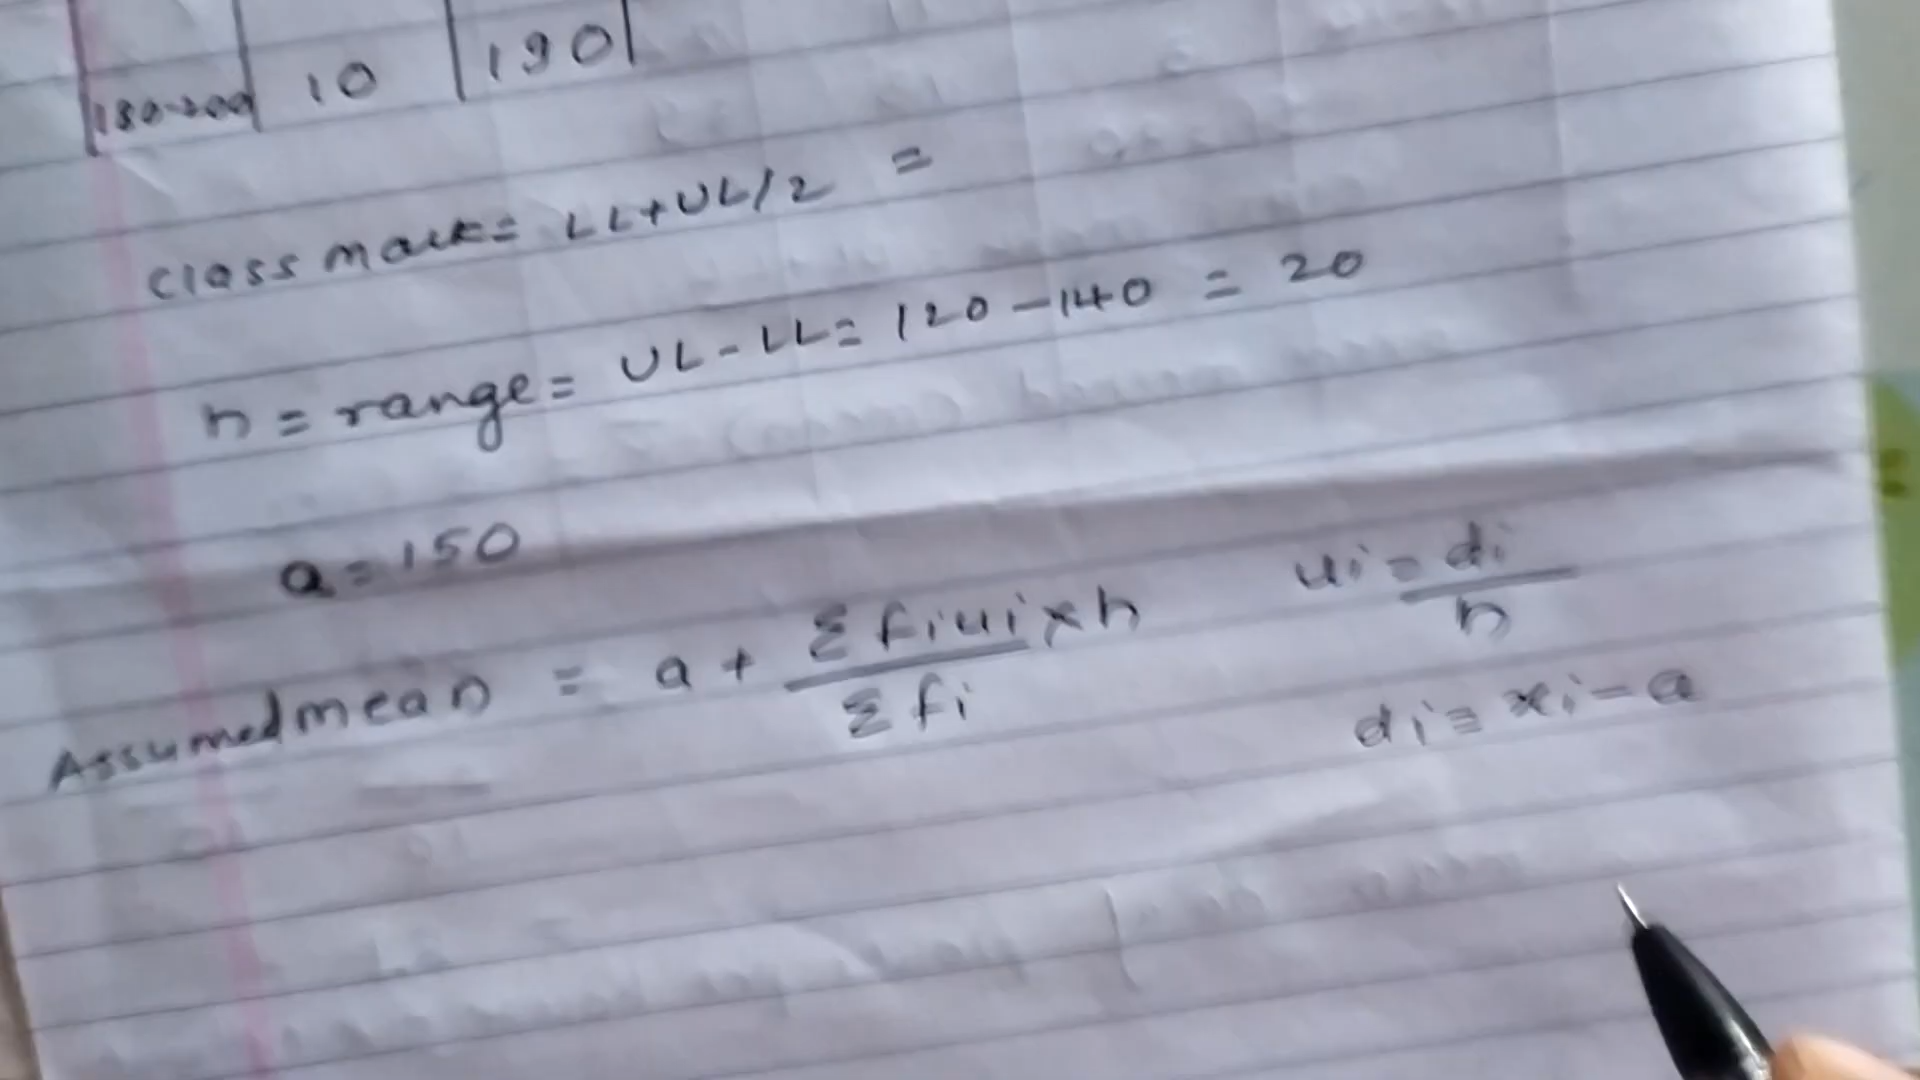 180-200 10 190
class mark = LL+UL/2 =
h = range = UL-LL = 120-140 = 20
a = 150
ui = di/h
Assumed mean = a + Σfiui/Σfi × h
di = xi-a